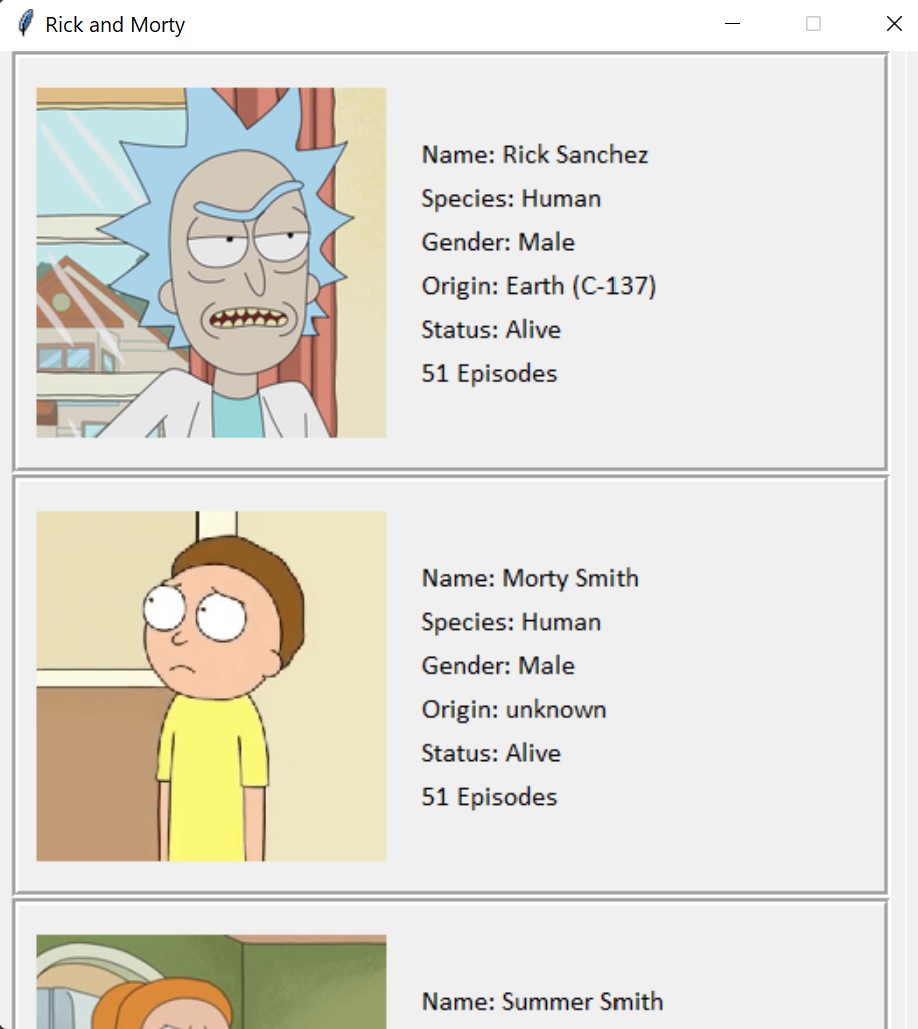 Rick and Morty
Name: Rick Sanchez
Species: Human
Gender: Male
Origin: Earth (C-137)
Status: Alive
51 Episodes
Name: Morty Smith
Species: Human
Gender: Male
Origin: unknown
Status: Alive
51 Episodes
Name: Summer Smith